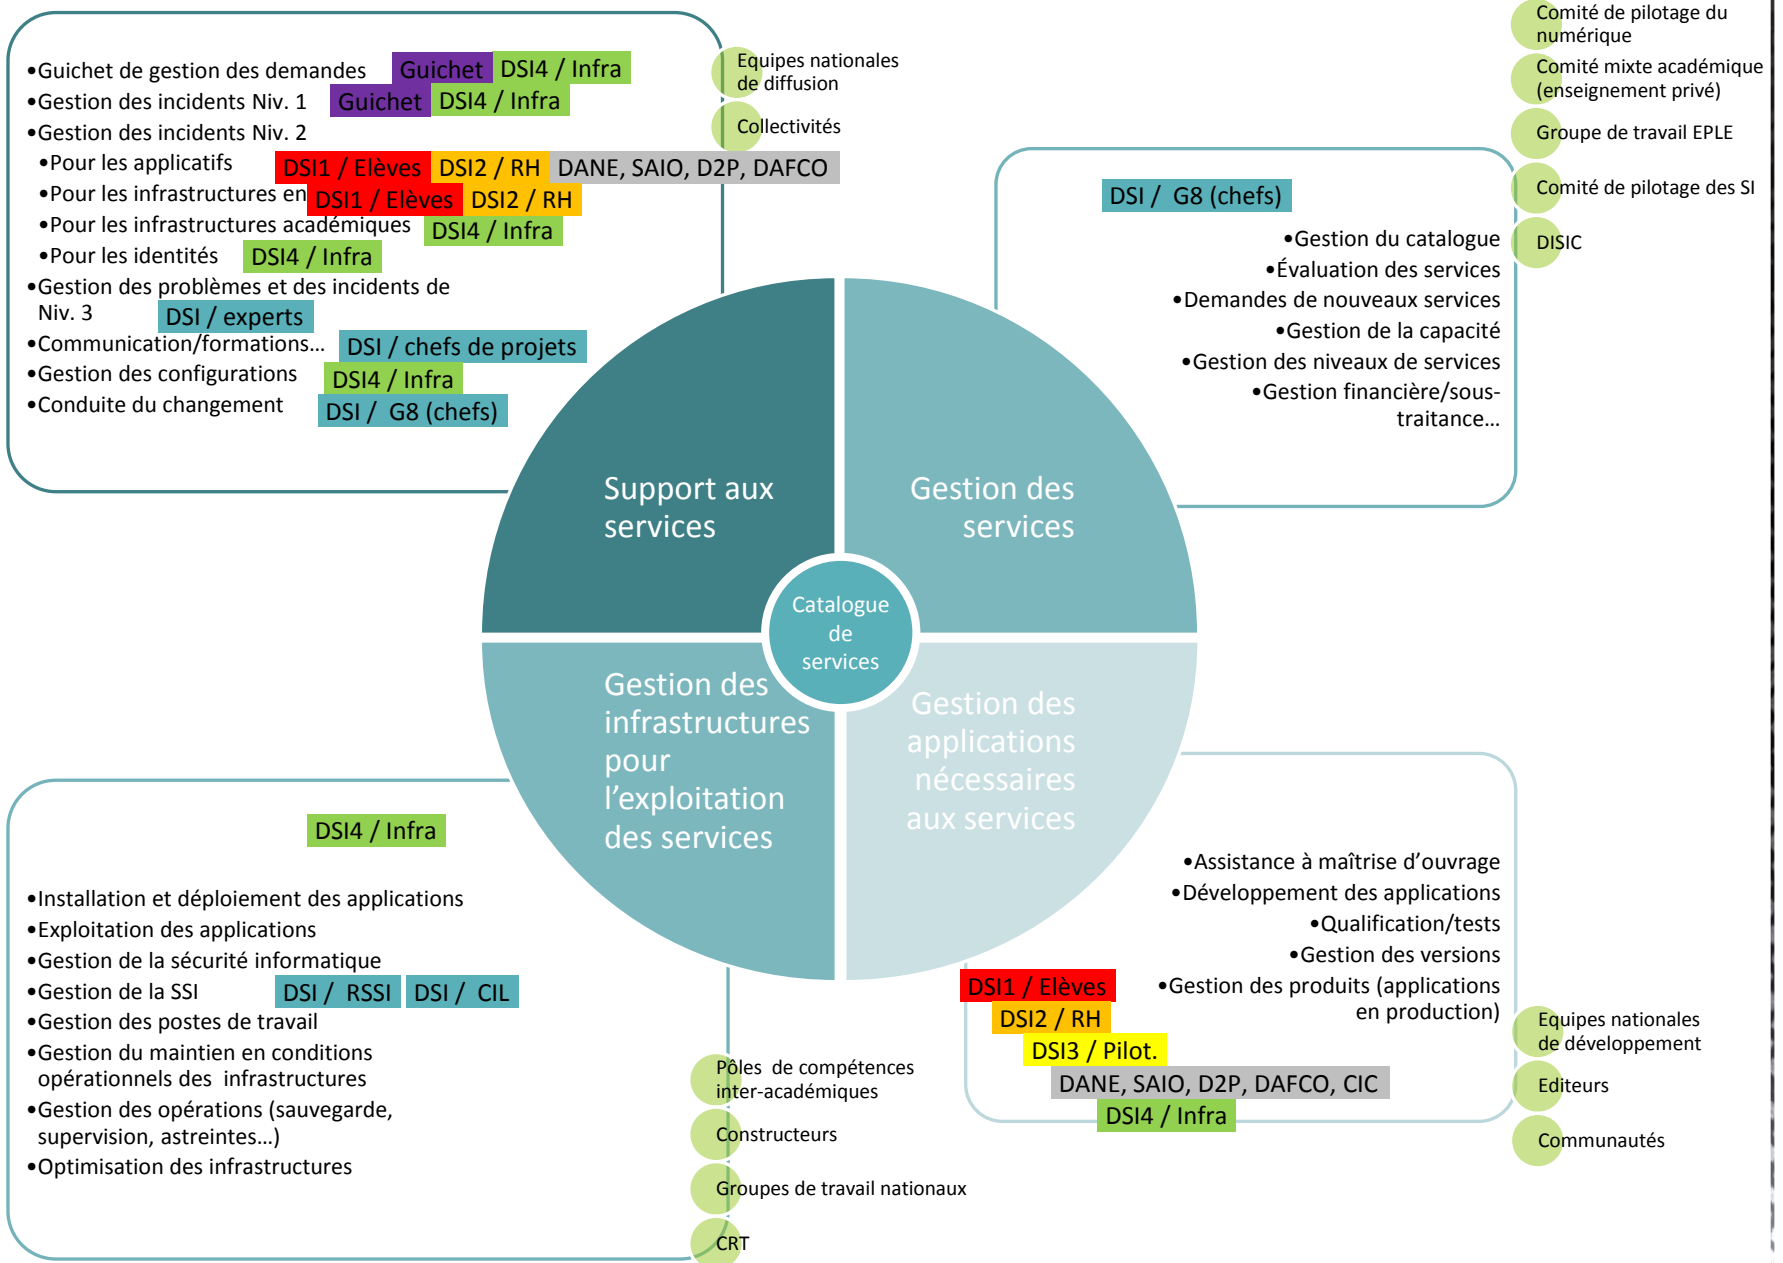 •Guichet de gestion des demandes Guichet DSI4 / Infra
•Gestion des incidents Niv. 1 Guichet DSI4 / Infra
•Gestion des incidents Niv. 2
•Pour les applicatifs DSI1 / Elèves DSI2 / RH DANE, SAIO, D2P, DAFCO
•Pour les infrastructures en DSI1 / Elèves DSI2 / RH
•Pour les infrastructures académiques DSI4 / Infra
•Pour les identités DSI4 / Infra
•Gestion des problèmes et des incidents de
Niv. 3 DSI / experts
•Communication/formations... DSI / chefs de projets
•Gestion des configurations DSI4 / Infra
•Conduite du changement DSI / G8 (chefs)
Equipes nationales
de diffusion
Collectivités
Comité de pilotage du
numérique
Comité mixte académique
(enseignement privé)
Groupe de travail EPLE
Comité de pilotage des SI
DISIC
DSI / G8 (chefs)
•Gestion du catalogue
•Évaluation des services
•Demandes de nouveaux services
•Gestion de la capacité
•Gestion des niveaux de services
•Gestion financière/sous-
traitance...
Support aux
services
Gestion des
services
Catalogue
de
services
Gestion des
infrastructures
pour
l’exploitation
des services
Gestion des
applications
nécessaires
aux services
DSI4 / Infra
•Installation et déploiement des applications
•Exploitation des applications
•Gestion de la sécurité informatique
•Gestion de la SSI DSI / RSSI DSI / CIL
•Gestion des postes de travail
•Gestion du maintien en conditions
opérationnels des infrastructures
•Gestion des opérations (sauvegarde,
supervision, astreintes...)
•Optimisation des infrastructures
Pôles de compétences
inter-académiques
Constructeurs
Groupes de travail nationaux
CRT
•Assistance à maîtrise d’ouvrage
•Développement des applications
•Qualification/tests
•Gestion des versions
•Gestion des produits (applications
en production)
DSI1 / Elèves
DSI2 / RH
DSI3 / Pilot.
DANE, SAIO, D2P, DAFCO, CIC
DSI4 / Infra
Equipes nationales
de développement
Editeurs
Communautés